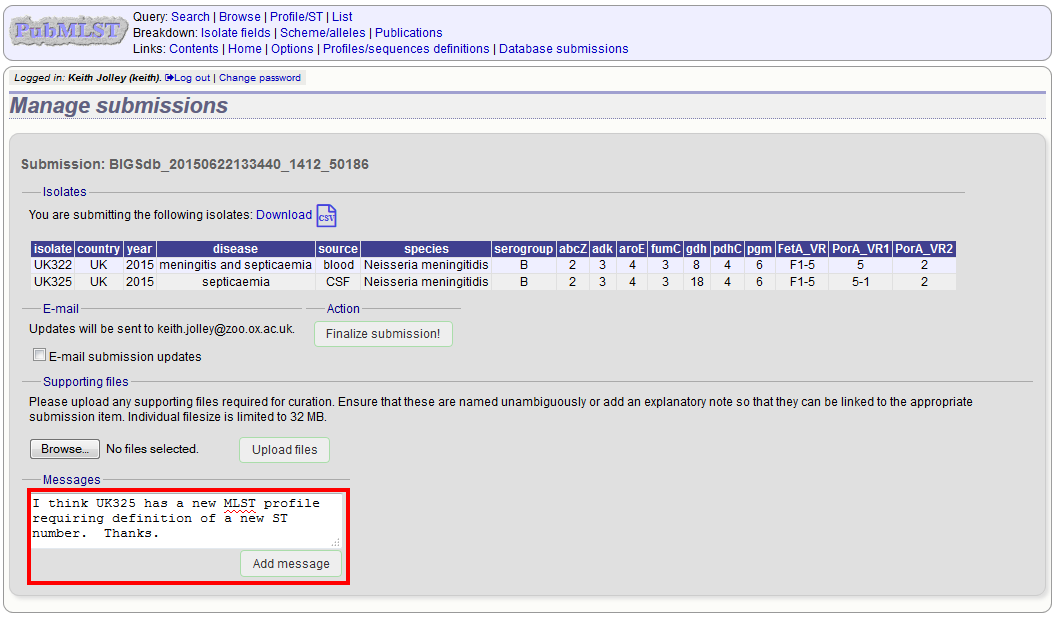 PubMLST
Query: Search | Browse | Profile/ST | List
Breakdown: Isolate fields | Scheme/alleles | Publications
Links: Contents | Home | Options | Profiles/sequences definitions | Database submissions
Logged in: Keith Jolley (keith). Log out | Change password
Manage submissions
Submission: BIGSdb_20150622133440_1412_50186
Isolates
You are submitting the following isolates: Download CSV
isolate country year disease source species serogroup abcZ adk aroE fumC gdh pdhC pgm FetA_VR PorA_VR1 PorA_VR2
UK322 UK 2015 meningitis and septicaemia blood Neisseria meningitidis B 2 3 4 3 8 4 6 F1-5 5 2
UK325 UK 2015 septicaemia CSF Neisseria meningitidis B 2 3 4 3 18 4 6 F1-5 5-1 2
E-mail Action
Updates will be sent to keith.jolley@zoo.ox.ac.uk. Finalize submission!
E-mail submission updates
Supporting files
Please upload any supporting files required for curation. Ensure that these are named unambiguously or add an explanatory note so that they can be linked to the appropriate
submission item. Individual filesize is limited to 32 MB.
Browse... No files selected. Upload files
Messages
I think UK325 has a new MLST profile
requiring definition of a new ST
number.  Thanks.
Add message